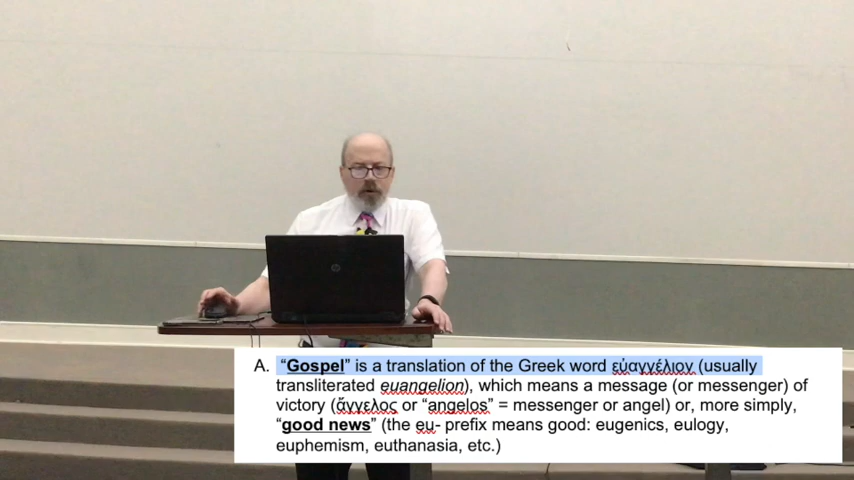 A. “Gospel” is a translation of the Greek word εὐαγγέλιον (usually
transliterated euangelion), which means a message (or messenger) of
victory (ἄγγελος or “angelos” = messenger or angel) or, more simply,
“good news” (the eu- prefix means good: eugenics, eulogy,
euphemism, euthanasia, etc.)